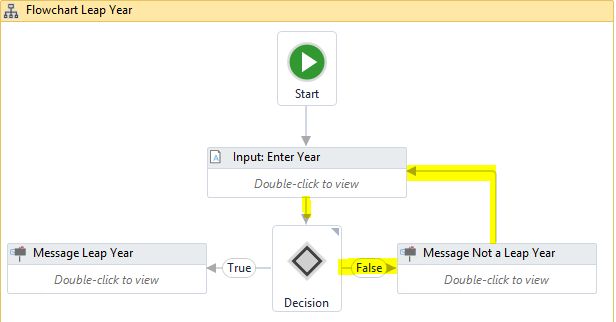 Flowchart Leap Year
Start
Input: Enter Year
Double-click to view
Message Leap Year
Double-click to view
True
Decision
False
Message Not a Leap Year
Double-click to view